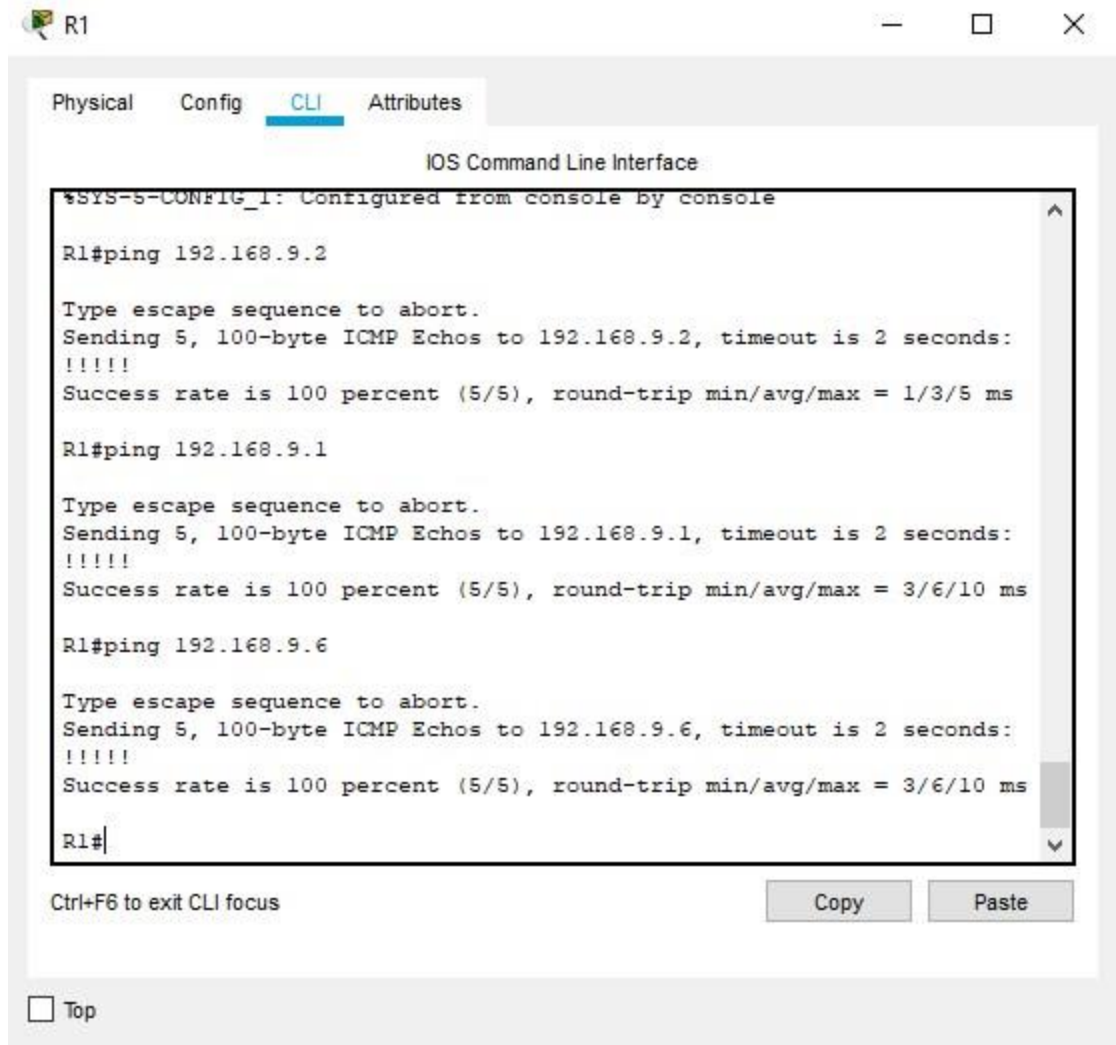 R1
Physical Config CLI Attributes
IOS Command Line Interface
%SYS-5-CONFIG_I: Configured from console by console
R1#ping 192.168.9.2
Type escape sequence to abort.
Sending 5, 100-byte ICMP Echos to 192.168.9.2, timeout is 2 seconds:
!!!!!
Success rate is 100 percent (5/5), round-trip min/avg/max = 1/3/5 ms
R1#ping 192.168.9.1
Type escape sequence to abort.
Sending 5, 100-byte ICMP Echos to 192.168.9.1, timeout is 2 seconds:
!!!!!
Success rate is 100 percent (5/5), round-trip min/avg/max = 3/6/10 ms
R1#ping 192.168.9.6
Type escape sequence to abort.
Sending 5, 100-byte ICMP Echos to 192.168.9.6, timeout is 2 seconds:
!!!!!
Success rate is 100 percent (5/5), round-trip min/avg/max = 3/6/10 ms
R1#
Ctrl+F6 to exit CLI focus
Copy Paste
Top